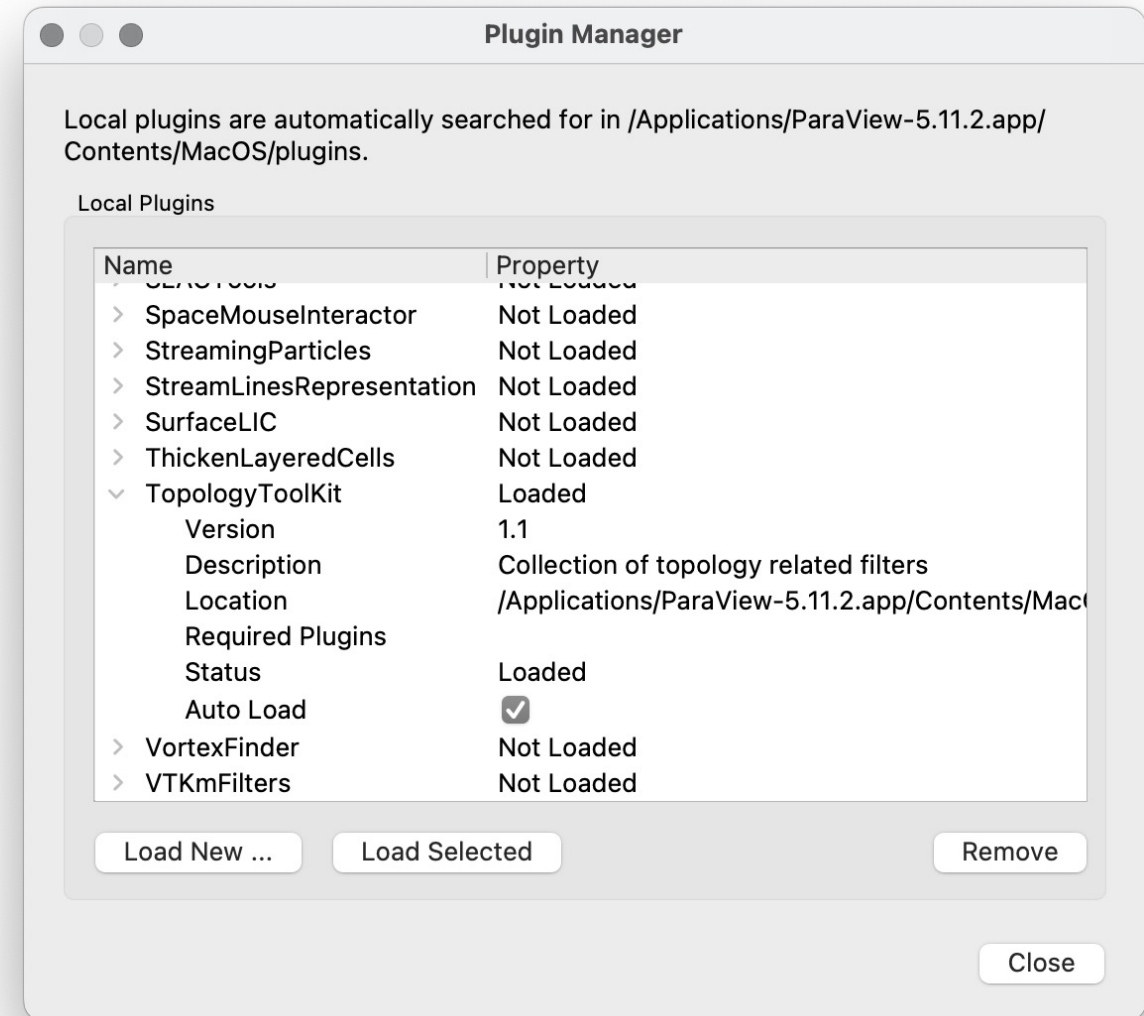 Plugin Manager
Local plugins are automatically searched for in /Applications/ParaView-5.11.2.app/
Contents/MacOS/plugins.
Local Plugins
Name Property
Not Loaded
SpaceMouseInteractor Not Loaded
StreamingParticles Not Loaded
StreamLinesRepresentation Not Loaded
SurfaceLIC Not Loaded
ThickenLayeredCells Not Loaded
TopologyToolKit Loaded
Version 1.1
Description Collection of topology related filters
Location /Applications/ParaView-5.11.2.app/Contents/Mac
Required Plugins
Status Loaded
Auto Load
VortexFinder Not Loaded
VTKmFilters Not Loaded
Load New ... Load Selected Remove
Close